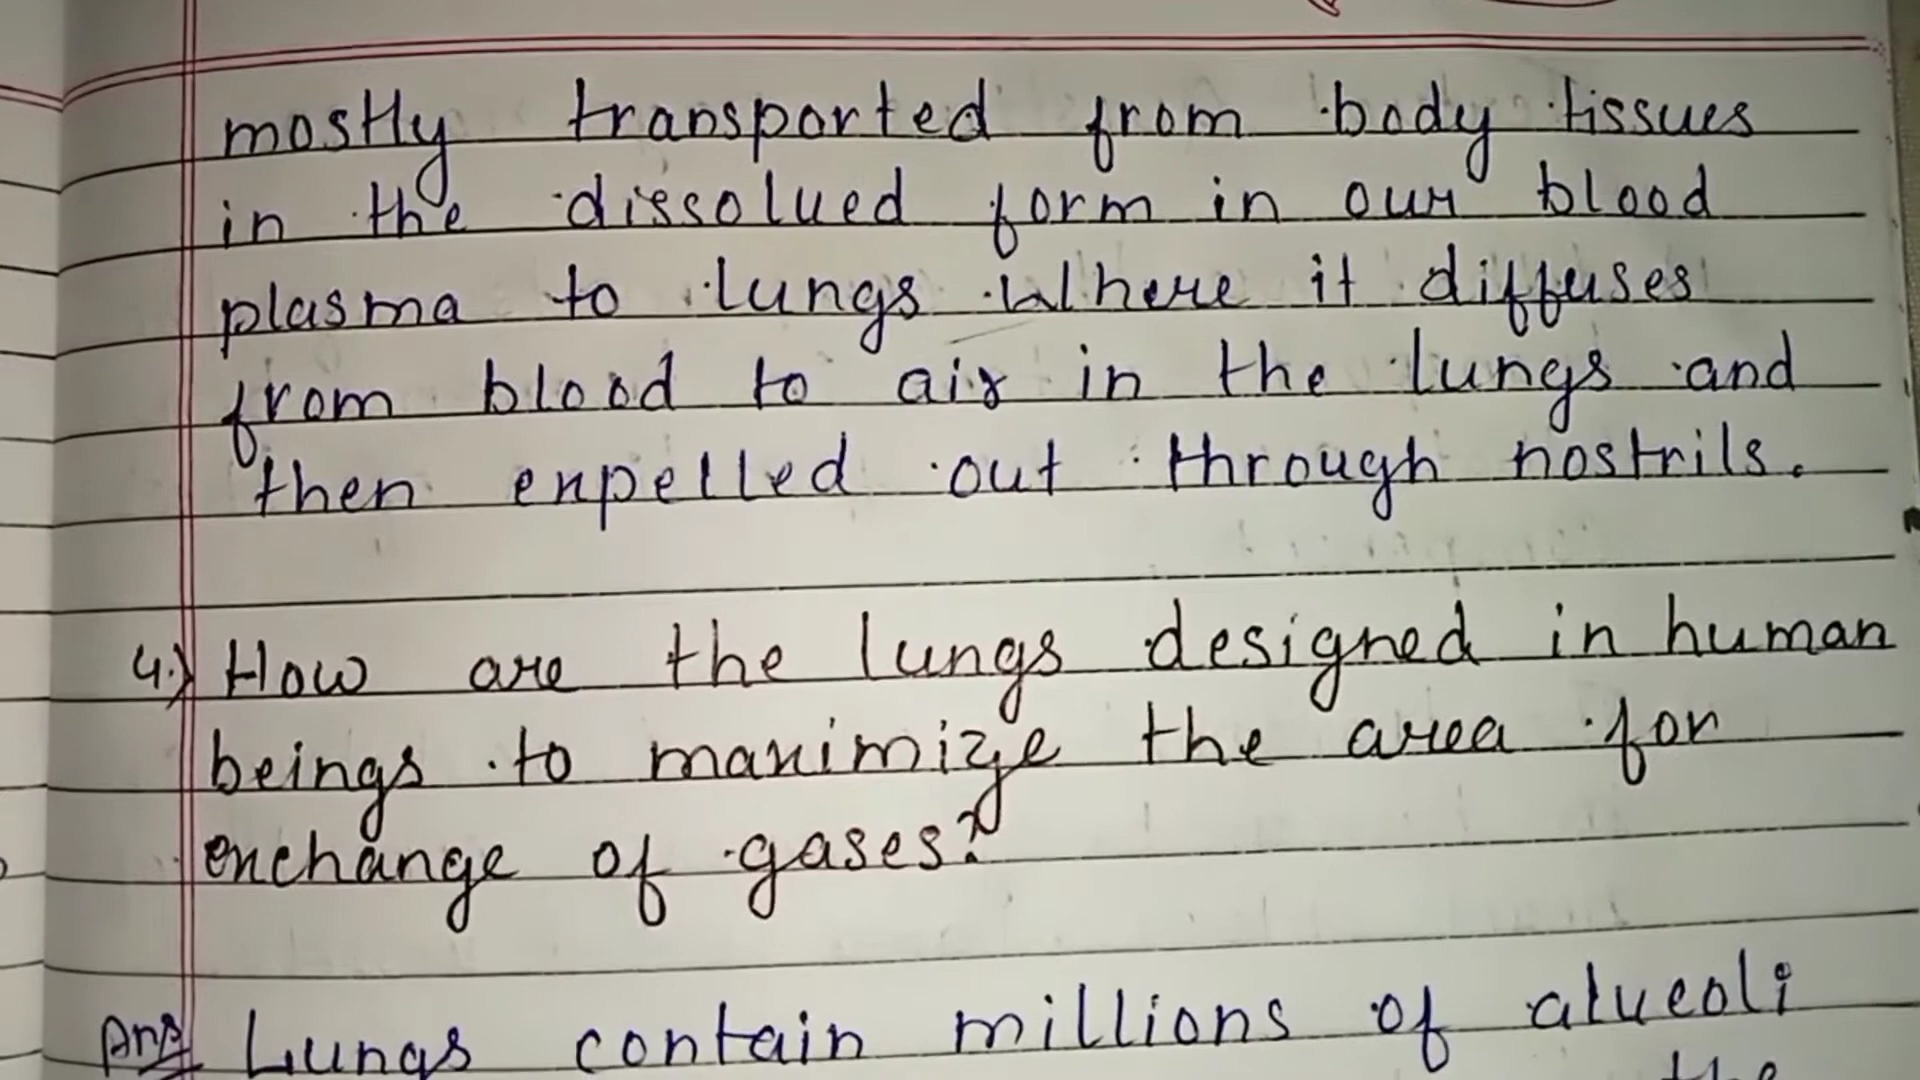 mostly transported from body tissues
in the dissolved form in our blood
plasma to lungs where it diffuses
from blood to air in the lungs and
then expelled out through nostrils.
4.) How are the lungs designed in human
beings to maximize the area for
exchange of gases?
Ans Lungs contain millions of alveoli
the